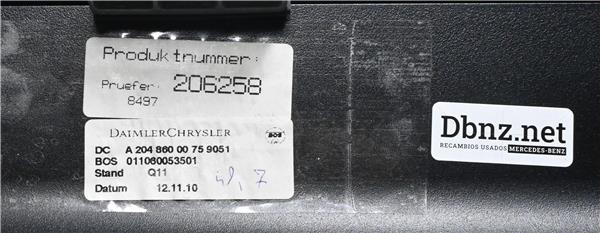 Produktnummer:
Pruefer: 206258
8497
DAIMLERCHRYSLER
BOS
DC A 204 860 00 75 9051
BOS 011060053501
Stand Q11
Datum 12.11.10
Dbnz.net
RECAMBIOS USADOS MERCEDES-BENZ